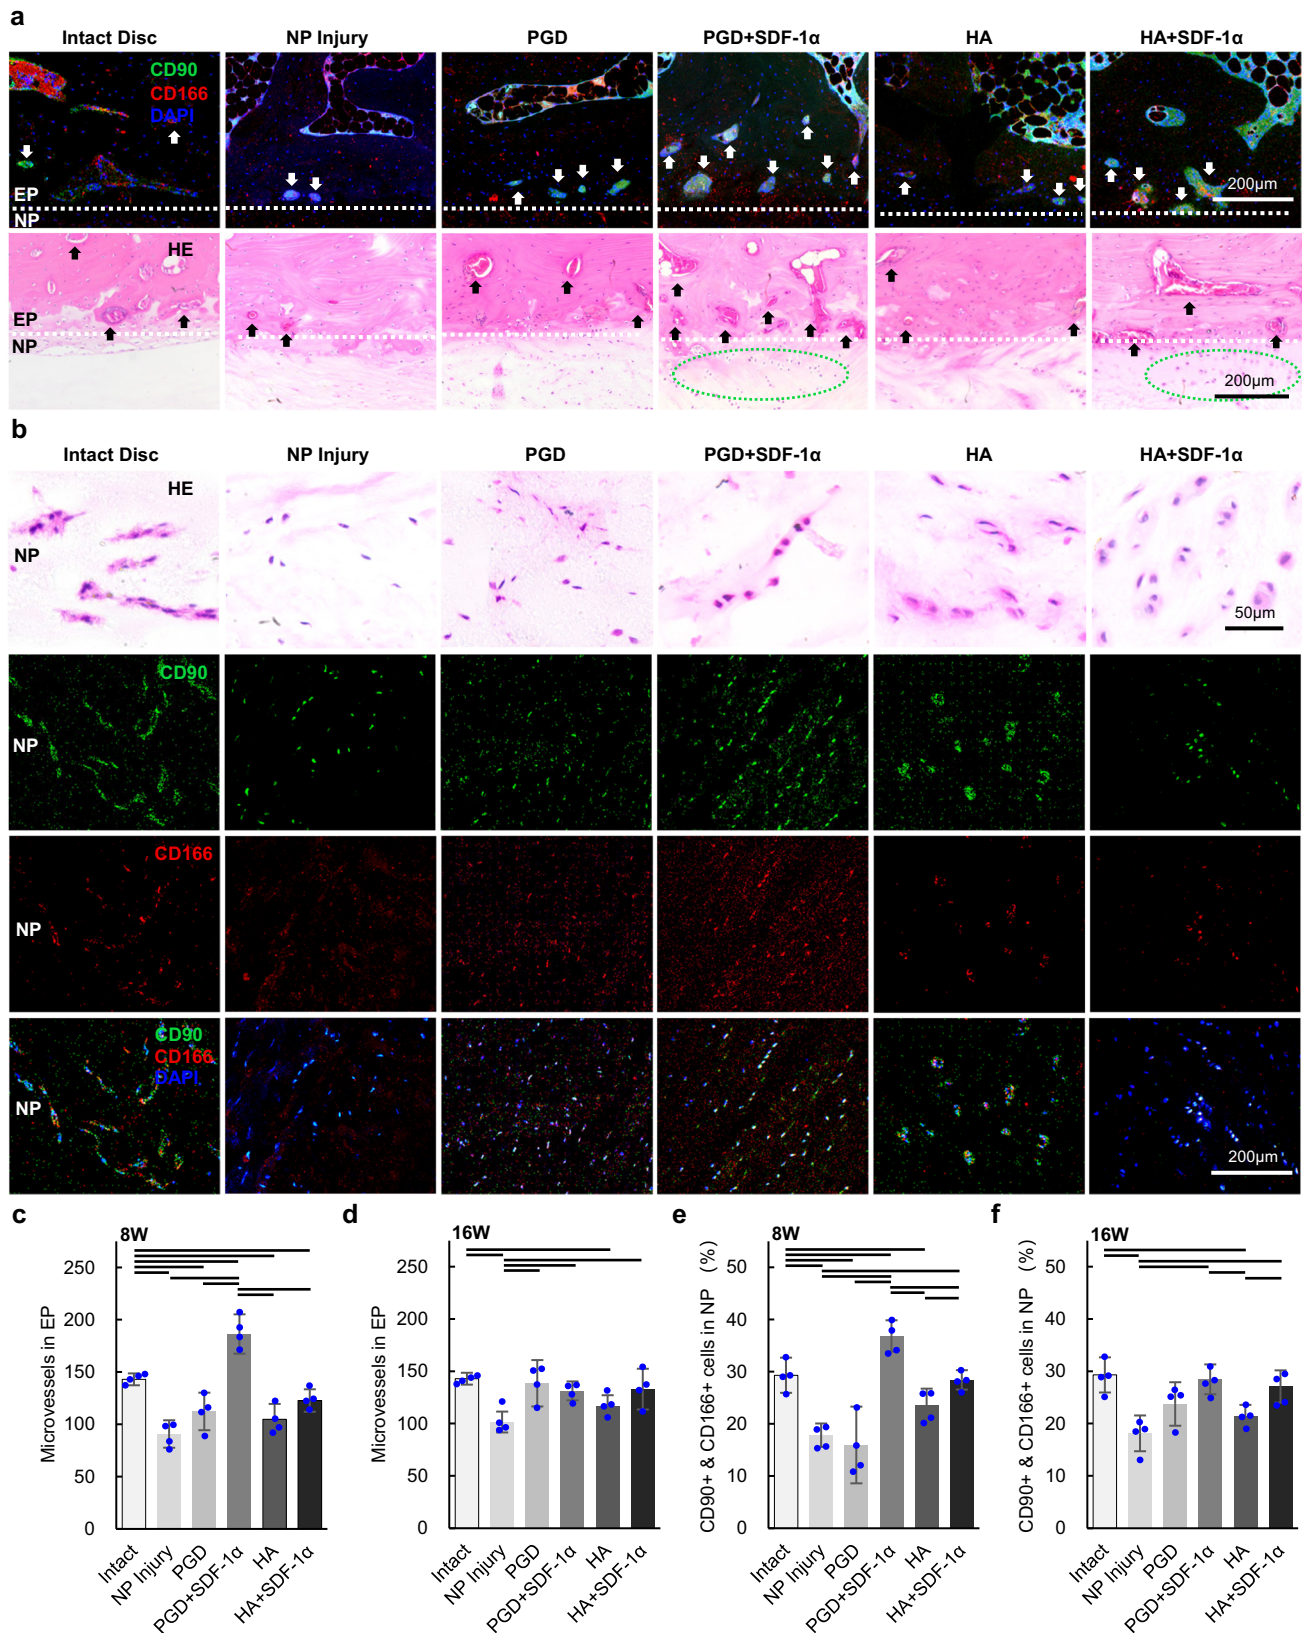 a
Intact Disc NP Injury PGD PGD+SDF-1α HA HA+SDF-1α
CD90
CD166
DAPI
EP
NP
200μm
HE
EP
NP
200μm
b
Intact Disc NP Injury PGD PGD+SDF-1α HA HA+SDF-1α
HE
NP
50μm
CD90
NP
CD166
NP
CD90
CD166
DAPI
NP
200μm
c
8W
Microvessels in EP
250
200
150
100
50
0
Intact
NP Injury
PGD
PGD+SDF-1α
HA
HA+SDF-1α
d
16W
Microvessels in EP
250
200
150
100
50
0
Intact
NP Injury
PGD
PGD+SDF-1α
HA
HA+SDF-1α
e
8W
CD90+ & CD166+ cells in NP (%)
50
40
30
20
10
0
Intact
NP Injury
PGD
PGD+SDF-1α
HA
HA+SDF-1α
f
16W
CD90+ & CD166+ cells in NP (%)
50
40
30
20
10
0
Intact
NP Injury
PGD
PGD+SDF-1α
HA
HA+SDF-1α